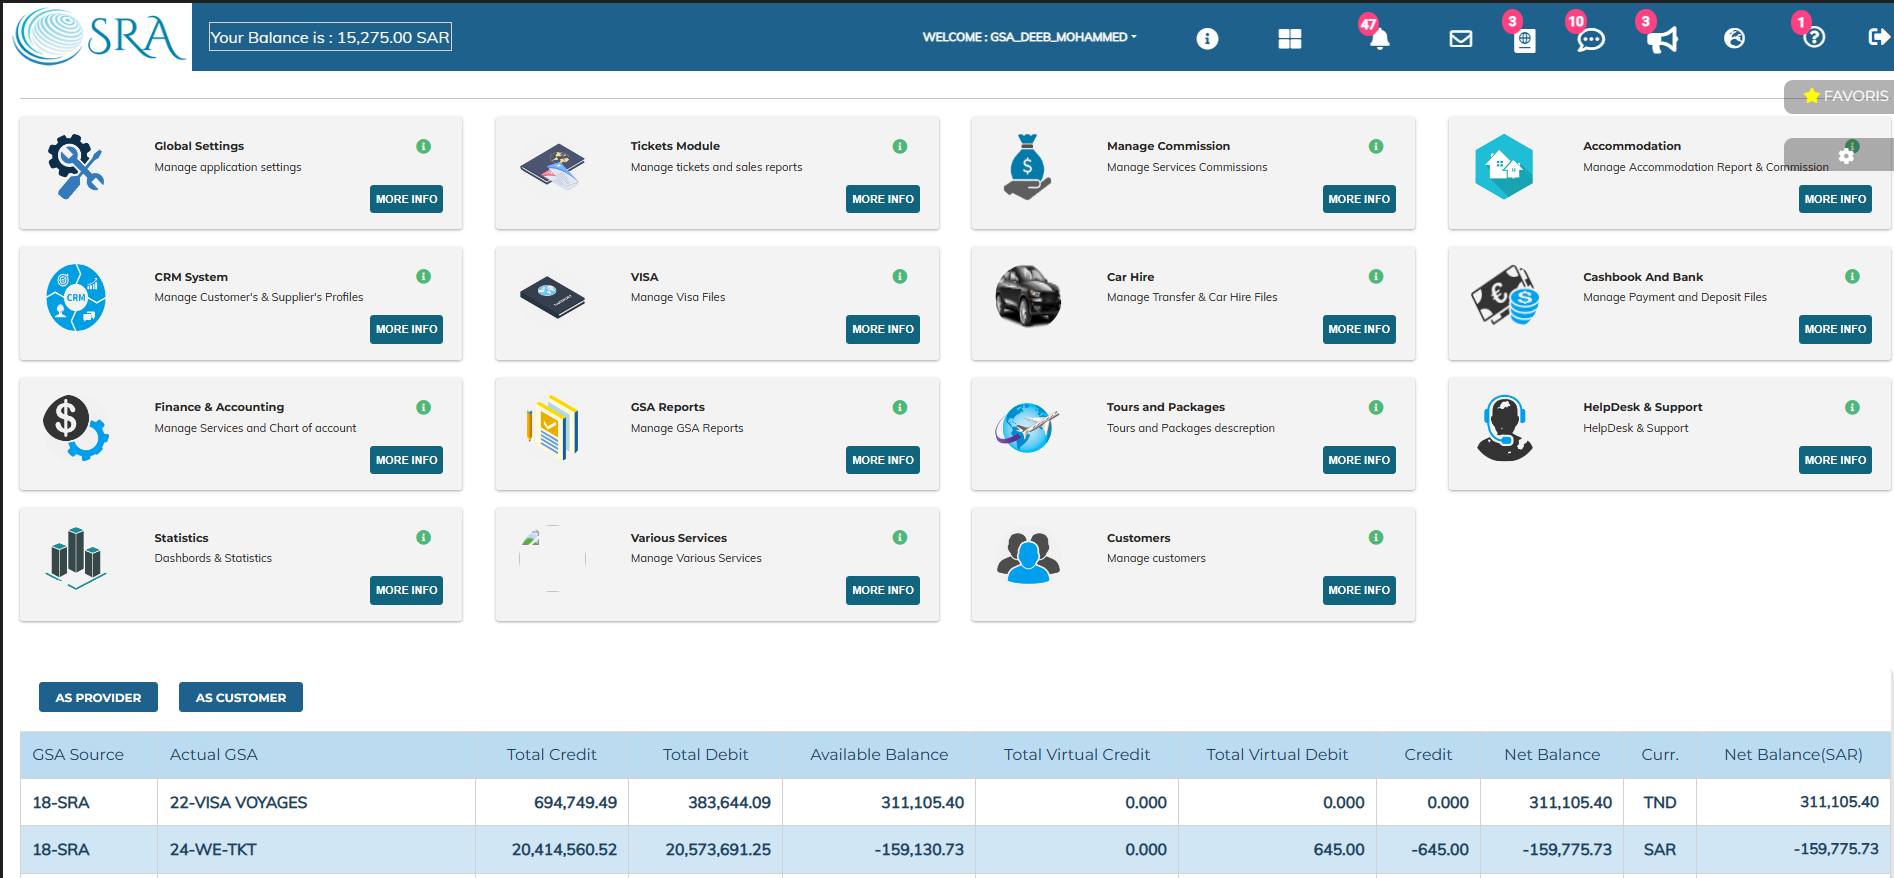 SRA
Your Balance is : 15,275.00 SAR
WELCOME : GSA_DEEB_MOHAMMED
47
3
10
3
1
FAVORIS
Global Settings
Manage application settings
MORE INFO
Tickets Module
Manage tickets and sales reports
MORE INFO
Manage Commission
Manage Services Commissions
MORE INFO
Accommodation
Manage Accommodation Report & Commission
MORE INFO
CRM
CRM System
Manage Customer's & Supplier's Profiles
MORE INFO
VISA
Manage Visa Files
MORE INFO
Car Hire
Manage Transfer & Car Hire Files
MORE INFO
Cashbook And Bank
Manage Payment and Deposit Files
MORE INFO
Finance & Accounting
Manage Services and Chart of account
MORE INFO
GSA Reports
Manage GSA Reports
MORE INFO
Tours and Packages
Tours and Packages descreption
MORE INFO
HelpDesk & Support
HelpDesk & Support
MORE INFO
Statistics
Dashbords & Statistics
MORE INFO
Various Services
Manage Various Services
MORE INFO
Customers
Manage customers
MORE INFO
AS PROVIDER AS CUSTOMER
GSA Source Actual GSA Total Credit Total Debit Available Balance Total Virtual Credit Total Virtual Debit Credit Net Balance Curr. Net Balance(SAR)
18-SRA 22-VISA VOYAGES 694,749.49 383,644.09 311,105.40 0.000 0.000 0.000 311,105.40 TND 311,105.40
18-SRA 24-WE-TKT 20,414,560.52 20,573,691.25 -159,130.73 0.000 645.00 -645.00 -159,775.73 SAR -159,775.73